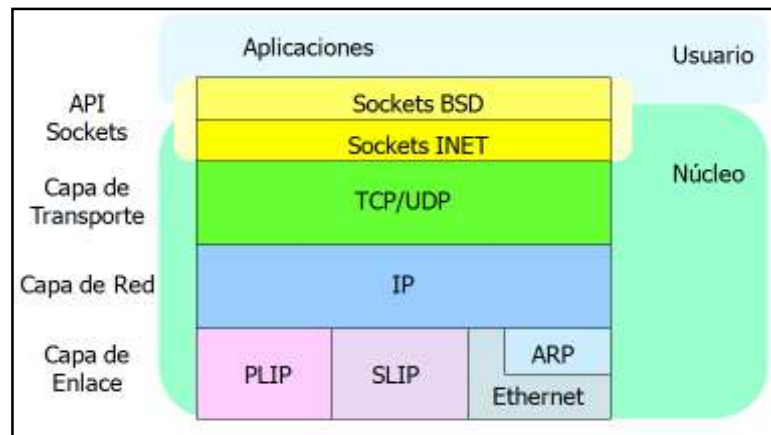 Aplicaciones
Usuario
API
Sockets
Sockets BSD
Sockets INET
Núcleo
Capa de
Transporte
TCP/UDP
Capa de Red
IP
Capa de
Enlace
PLIP
SLIP
ARP
Ethernet